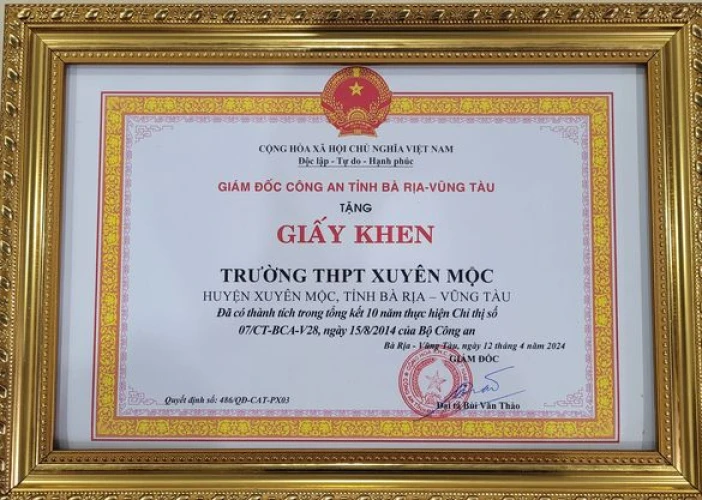 CỘNG HÒA XÃ HỘI CHỦ NGHĨA VIỆT NAM
Độc lập - Tự do - Hạnh phúc
GIÁM ĐỐC CÔNG AN TỈNH BÀ RỊA-VŨNG TÀU
TẶNG
GIẤY KHEN
TRƯỜNG THPT XUYÊN MỘC
HUYỆN XUYÊN MỘC, TỈNH BÀ RỊA – VŨNG TÀU
Đã có thành tích trong tổng kết 10 năm thực hiện Chỉ thị số
07/CT-BCA-V28, ngày 15/8/2014 của Bộ Công an
Bà Rịa - Vũng Tàu, ngày 12 tháng 4 năm 2024
GIÁM ĐỐC
Quyết định số: 486/QĐ-CAT-PX03
Đại tá Bùi Văn Thảo